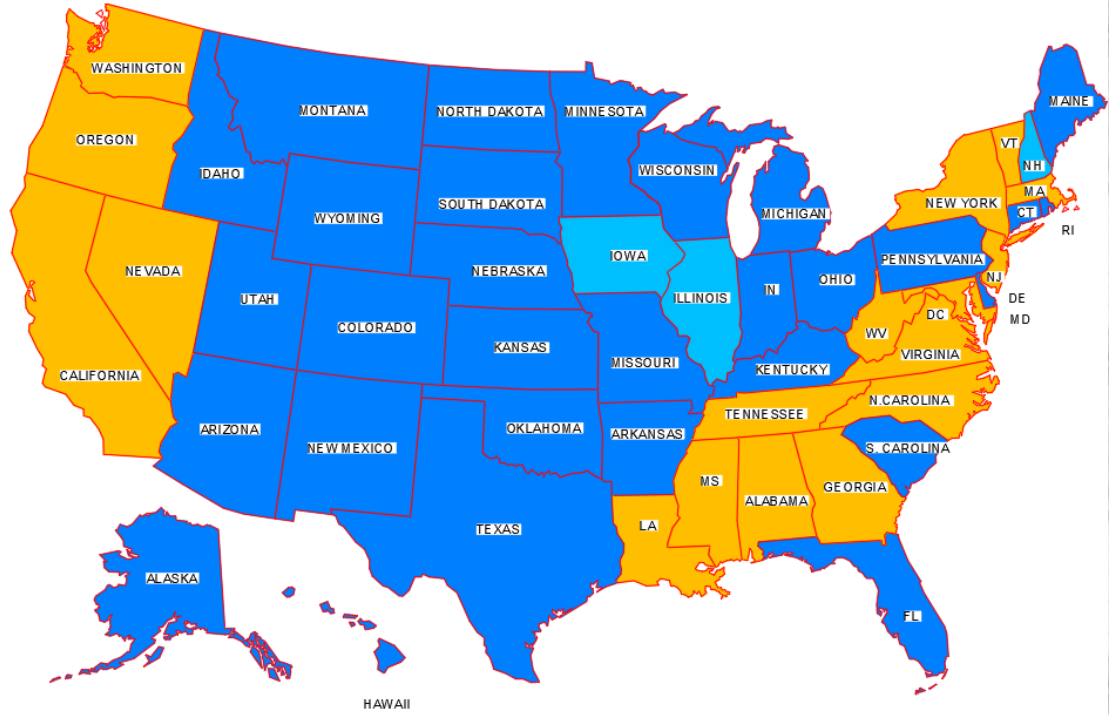 WASHINGTON
MONTANA
NORTH DAKOTA
MINNESOTA
MAINE
OREGON
VT
IDAHO
WISCONSIN
NH
MA
WYOMING
SOUTH DAKOTA
MICHIGAN
NEW YORK
CT
RI
NEVADA
NEBRASKA
IOWA
PENNSYLVANIA
UTAH
ILLINOIS
IN
OHIO
NJ
DE
COLORADO
DC
MD
KANSAS
WV
CALIFORNIA
MISSOURI
KENTUCKY
VIRGINIA
ARIZONA
NEW MEXICO
OKLAHOMA
ARKANSAS
TENNESSEE
N.CAROLINA
S. CAROLINA
MS
ALABAMA
GEORGIA
TEXAS
LA
ALASKA
FL
HAWAII